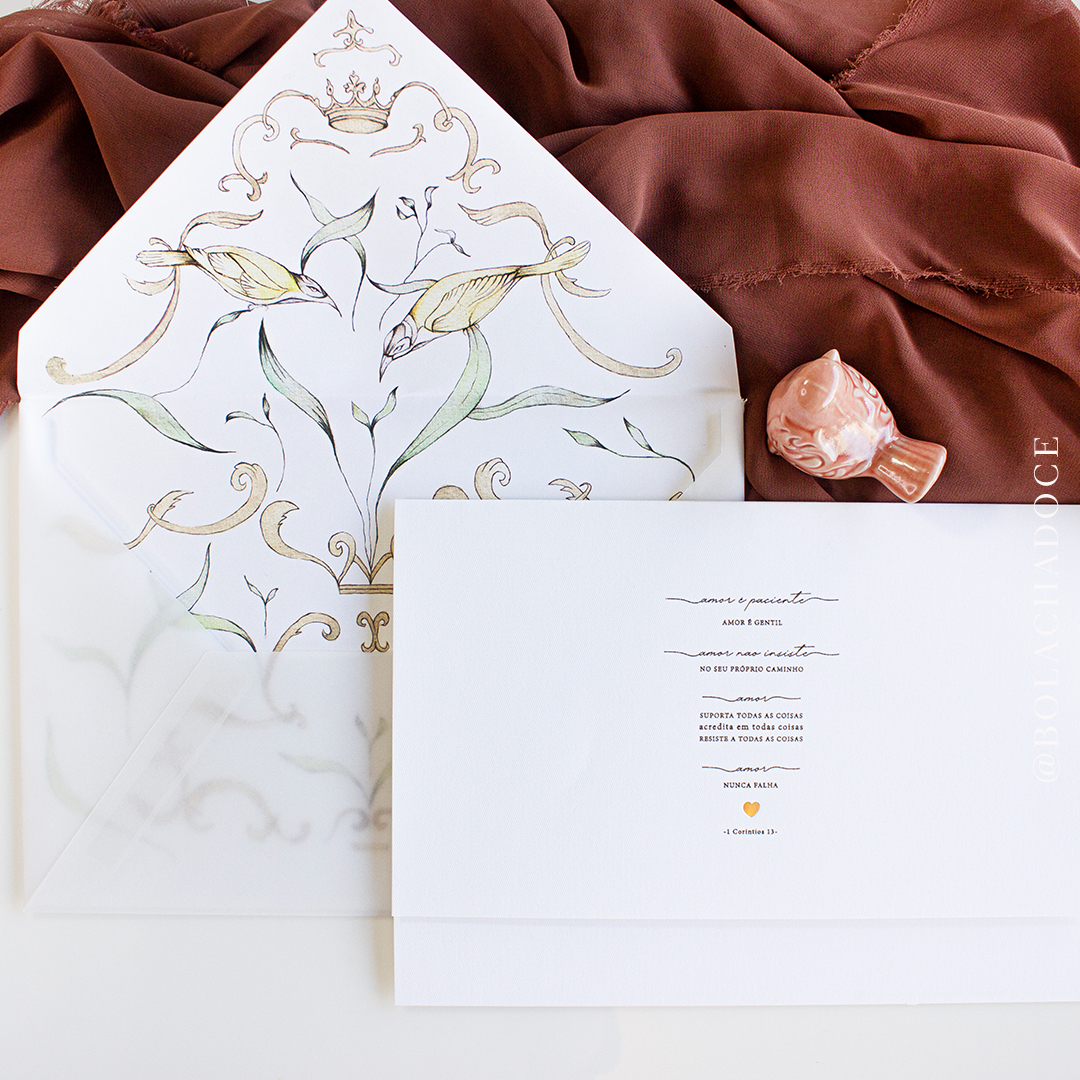 amor e paciente
AMOR É GENTIL
amor nao insiste
NO SEU PRÓPRIO CAMINHO
amor
SUPORTA TODAS AS COISAS
acredita em todas coisas
RESISTE A TODAS AS COISAS
amor
NUNCA FALHA
-1 Coríntios 13-
@BOLACHADOCE